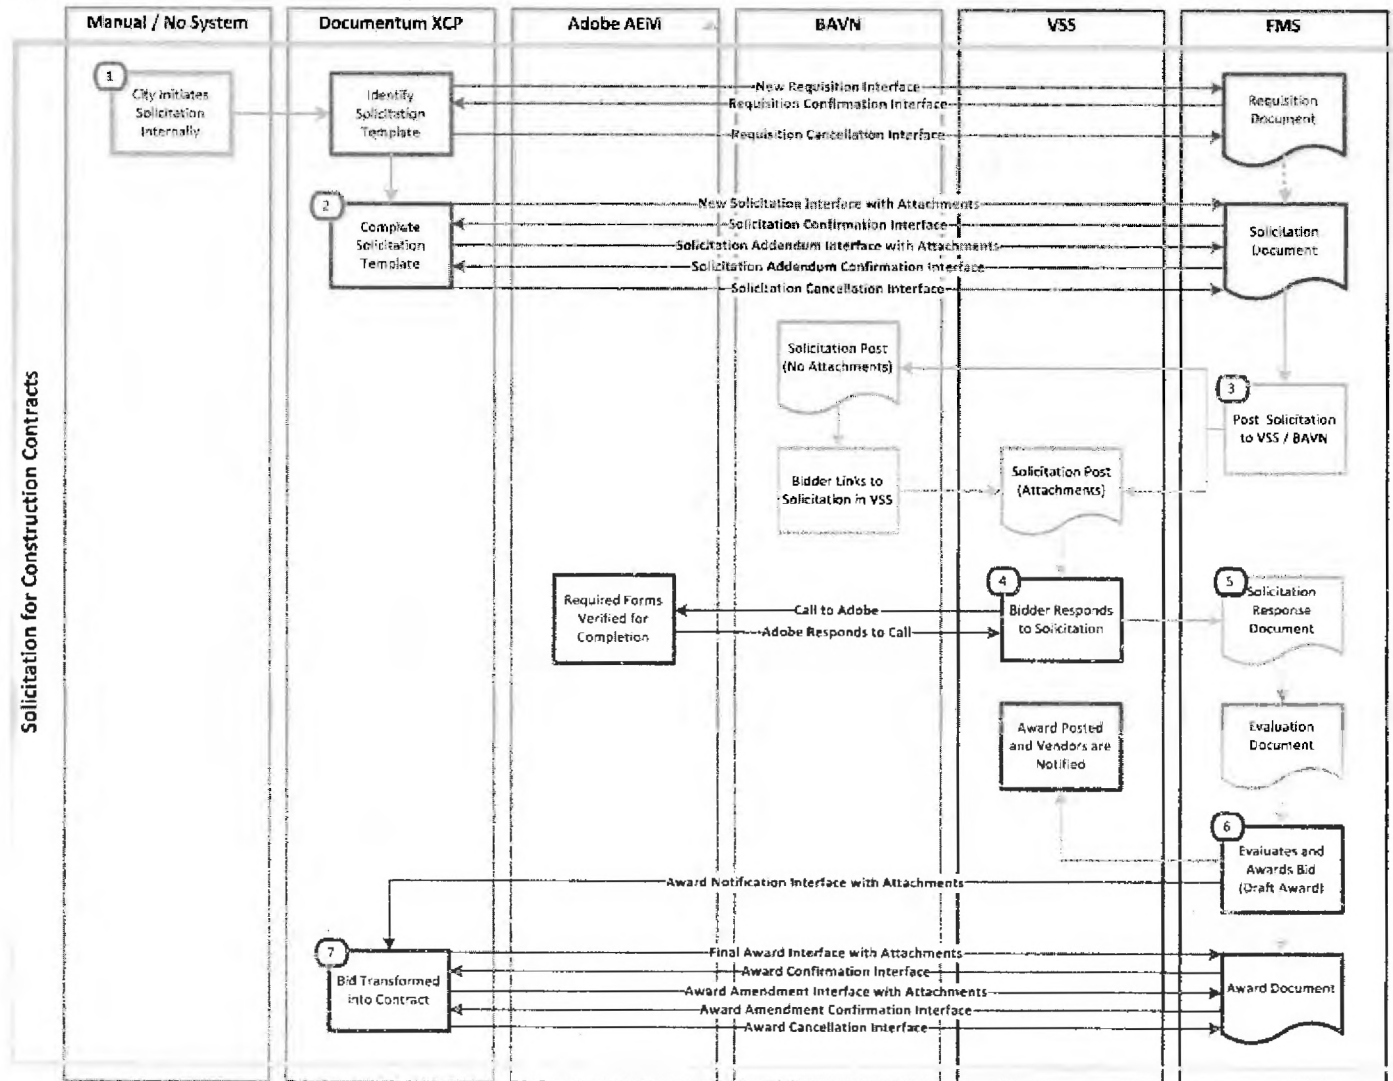 Manual / No System
Documentum XCP
Adobe AEM
BAVN
VSS
FMS
Solicitation for Construction Contracts
1
City Initiates
Solicitation
Internally
Identify
Solicitation
Template
New Requisition Interface
Requisition Confirmation Interface
Requisition Cancellation Interface
Requisition
Document
2
Complete
Solicitation
Template
New Solicitation Interface with Attachments
Solicitation Confirmation Interface
Solicitation Addendum Interface with Attachments
Solicitation Addendum Confirmation Interface
Solicitation Cancellation Interface
Solicitation
Document
Solicitation Post
(No Attachments)
3
Post Solicitation
to VSS / BAVN
Bidder Links to
Solicitation in VSS
Solicitation Post
(Attachments)
Required Forms
Verified for
Completion
Call to Adobe
Adobe Responds to Call
4
Bidder Responds
to Solicitation
5
Solicitation
Response
Document
Award Posted
and Vendors are
Notified
Evaluation
Document
6
Evaluates and
Awards Bid
(Draft Award)
Award Notification Interface with Attachments
7
Bid Transformed
into Contract
Final Award Interface with Attachments
Award Confirmation Interface
Award Amendment Interface with Attachments
Award Amendment Confirmation Interface
Award Cancellation Interface
Award Document